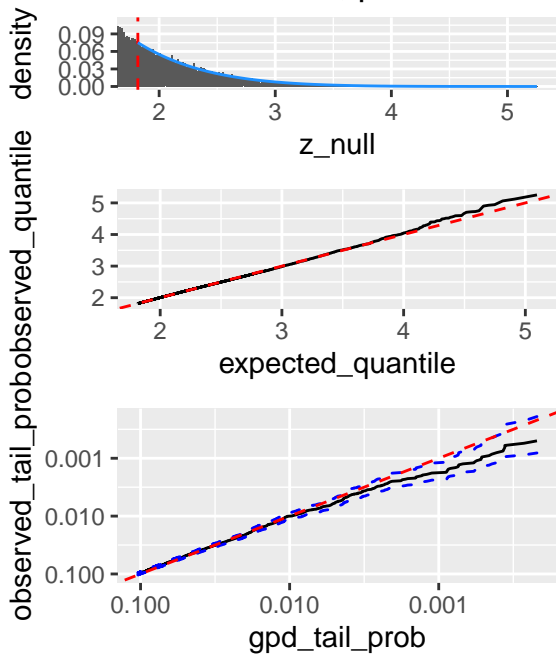 density
0.09
0.06
0.03
0.00
2 3 4 5
z_null
observed_quantile
5
4
3
2
2 3 4 5
expected_quantile
observed_tail_prob
0.001
0.010
0.100
0.100 0.010 0.001
gpd_tail_prob